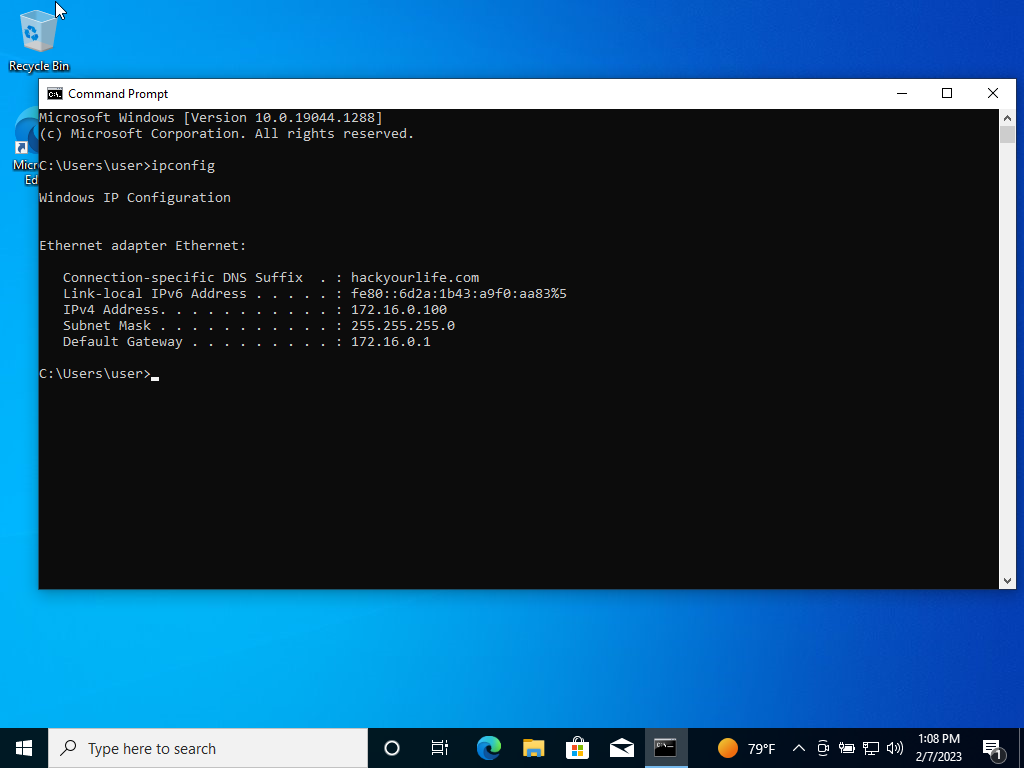 Recycle Bin
Command Prompt
Microsoft Windows [Version 10.0.19044.1288]
(c) Microsoft Corporation. All rights reserved.
C:\Users\user>ipconfig
Micr
Ed
Windows IP Configuration
Ethernet adapter Ethernet:
Connection-specific DNS Suffix  . : hackyourlife.com
Link-local IPv6 Address . . . . . : fe80::6d2a:1b43:a9f0:aa83%5
IPv4 Address. . . . . . . . . . . : 172.16.0.100
Subnet Mask . . . . . . . . . . . : 255.255.255.0
Default Gateway . . . . . . . . . : 172.16.0.1
C:\Users\user>
Type here to search
79°F
1:08 PM
2/7/2023
1